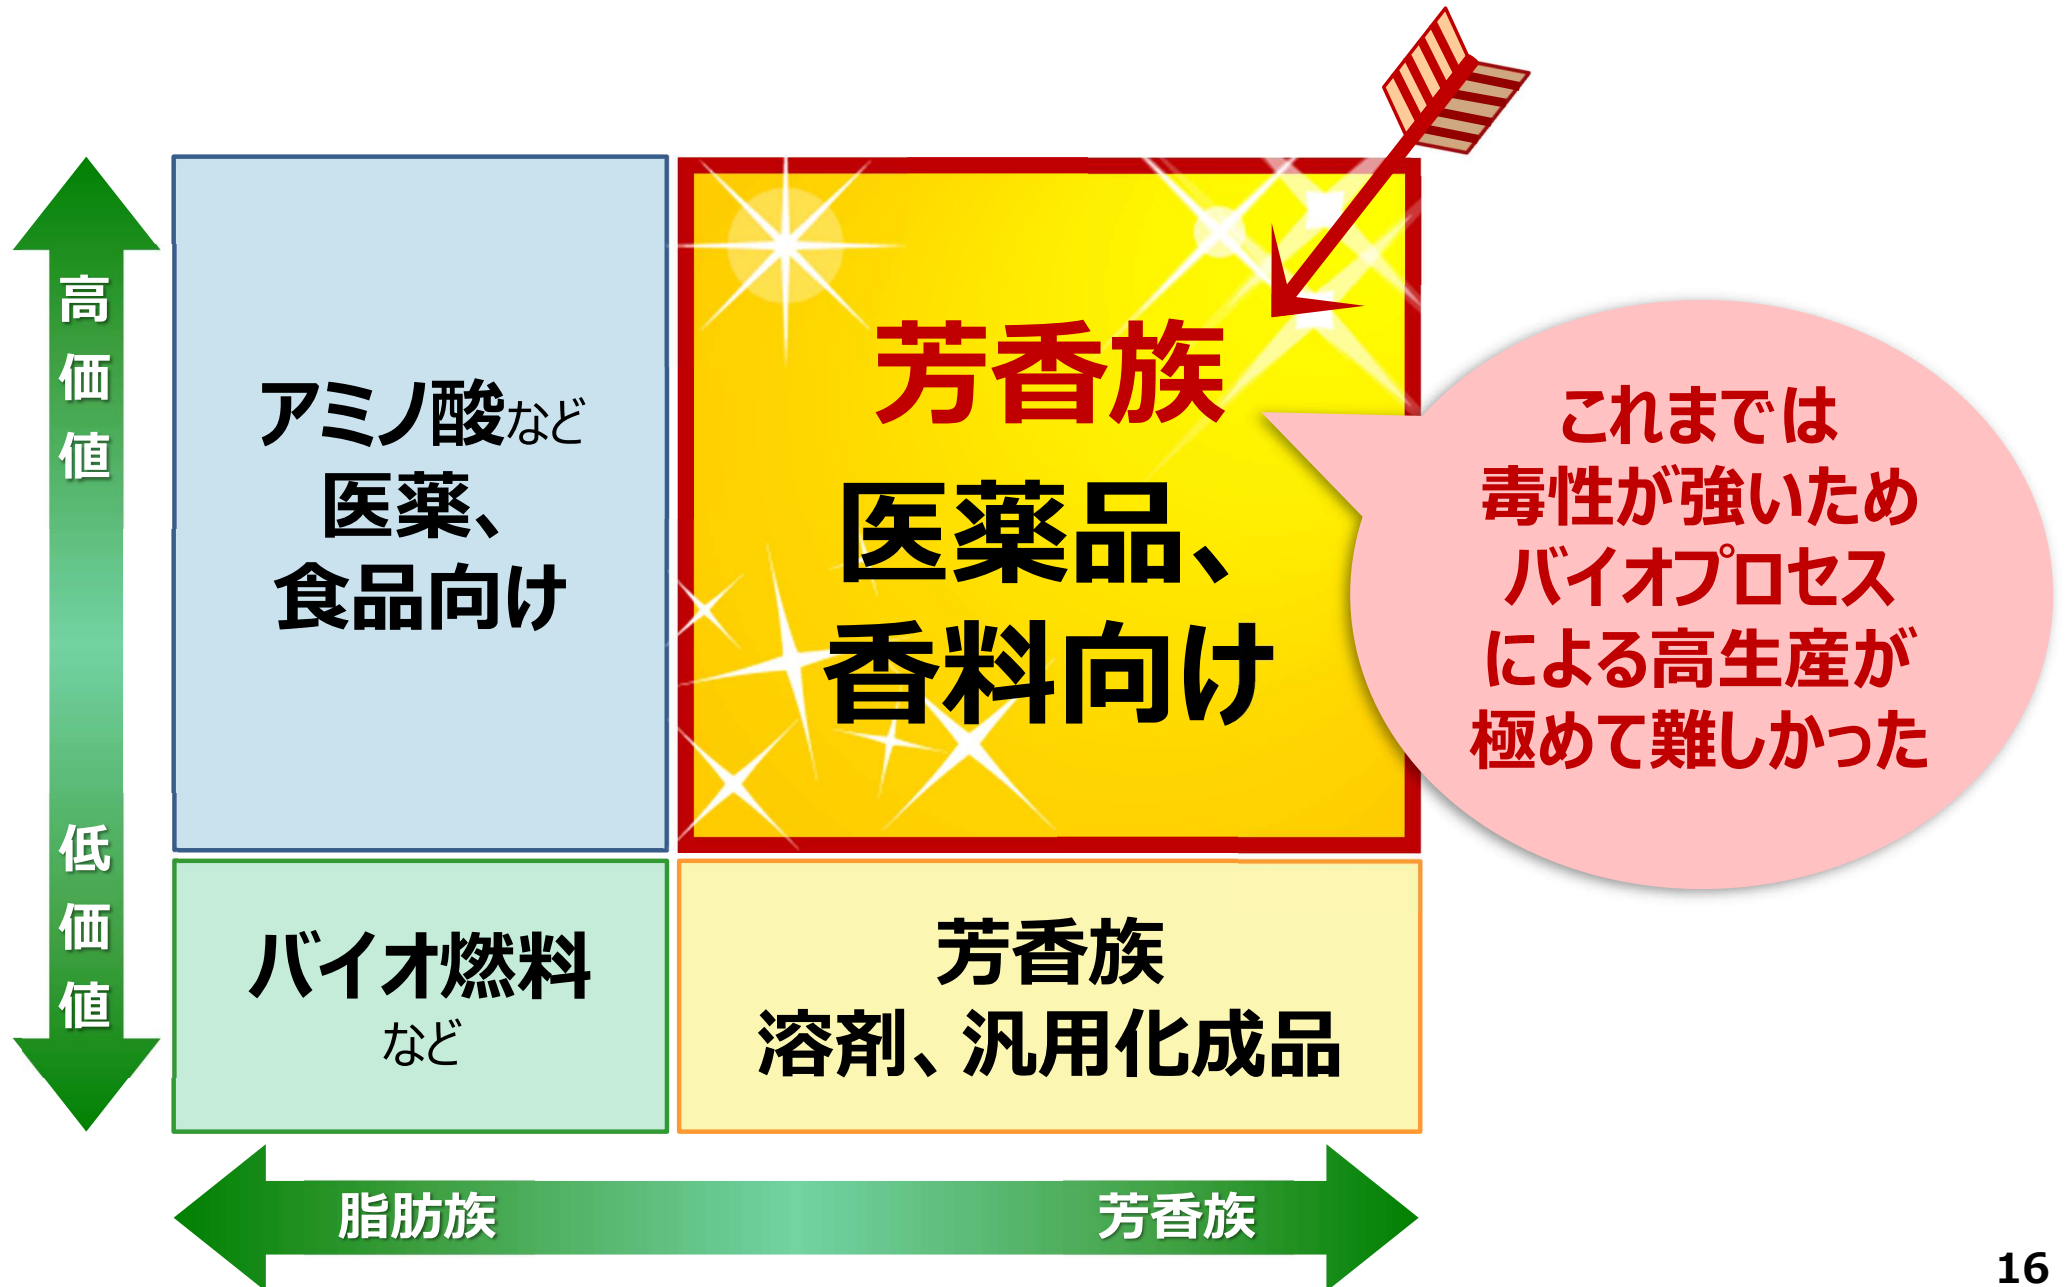 高価値
低価値
アミノ酸など
医薬、
食品向け
芳香族
医薬品、
香料向け
これまでは
毒性が強いため
バイオプロセス
による高生産が
極めて難しかった
バイオ燃料
など
芳香族
溶剤、汎用化成品
脂肪族
芳香族
16